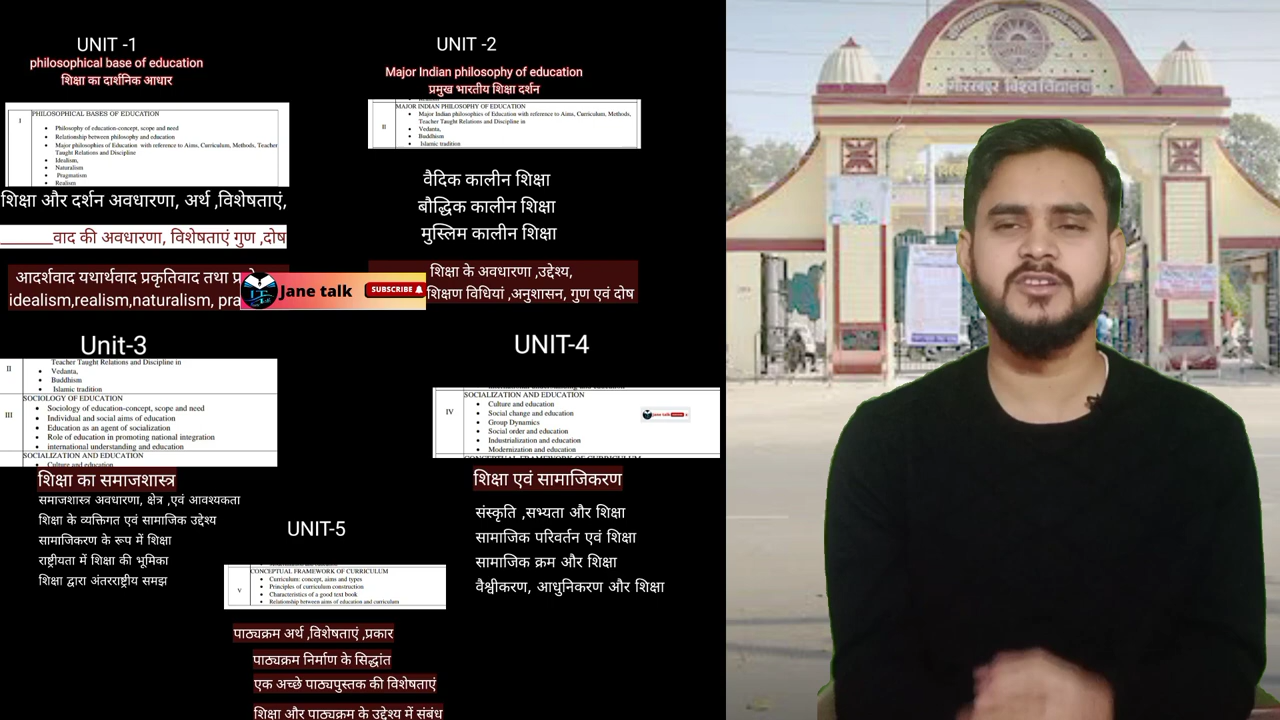 UNIT -1
philosophical base of education
शिक्षा का दार्शनिक आधार
I
PHILOSOPHICAL BASES OF EDUCATION
• Philosophy of education-concept, scope and need
• Relationship between philosophy and education
• Major philosophies of Education with reference to Aims, Curriculum, Methods, Teacher
Taught Relations and Discipline
• Idealism,
• Naturalism
• Pragmatism
• Realism
शिक्षा और दर्शन अवधारणा, अर्थ ,विशेषताएं,
______वाद की अवधारणा, विशेषताएं गुण ,दोष
आदर्शवाद यथार्थवाद प्रकृतिवाद तथा
idealism,realism,naturalism,
UNIT -2
Major Indian philosophy of education
प्रमुख भारतीय शिक्षा दर्शन
II
MAJOR INDIAN PHILOSOPHY OF EDUCATION
• Major Indian philosophies of Education with reference to Aims, Curriculum, Methods,
Teacher Taught Relations and Discipline in
• Vedanta,
• Buddhism
• Islamic tradition
वैदिक कालीन शिक्षा
बौद्धिक कालीन शिक्षा
मुस्लिम कालीन शिक्षा
शिक्षा के अवधारणा ,उद्देश्य,
शिक्षण विधियां ,अनुशासन, गुण एवं दोष
Jane talk
SUBSCRIBE
Unit-3
II
Teacher Taught Relations and Discipline in
• Vedanta,
• Buddhism
• Islamic tradition
III
SOCIOLOGY OF EDUCATION
• Sociology of education-concept, scope and need
• Individual and social aims of education
• Education as an agent of socialization
• Role of education in promoting national integration
• international understanding and education
SOCIALIZATION AND EDUCATION
• Culture and education
शिक्षा का समाजशास्त्र
समाजशास्त्र अवधारणा, क्षेत्र ,एवं आवश्यकता
शिक्षा के व्यक्तिगत एवं सामाजिक उद्देश्य
सामाजिकरण के रूप में शिक्षा
राष्ट्रीयता में शिक्षा की भूमिका
शिक्षा द्वारा अंतरराष्ट्रीय समझ
UNIT-4
IV
SOCIALIZATION AND EDUCATION
• Culture and education
• Social change and education
• Group Dynamics
• Social order and education
• Industrialization and education
• Modernization and education
Jane talk
शिक्षा एवं सामाजिकरण
संस्कृति ,सभ्यता और शिक्षा
सामाजिक परिवर्तन एवं शिक्षा
सामाजिक क्रम और शिक्षा
वैश्वीकरण, आधुनिकरण और शिक्षा
UNIT-5
V
CONCEPTUAL FRAMEWORK OF CURRICULUM
• Curriculum: concept, aims and types
• Principles of curriculum construction
• Characteristics of a good text book
• Relationship between aims of education and curriculum
पाठ्यक्रम अर्थ ,विशेषताएं ,प्रकार
पाठ्यक्रम निर्माण के सिद्धांत
एक अच्छे पाठ्यपुस्तक की विशेषताएं
शिक्षा और पाठ्यक्रम के उद्देश्य में संबंध
गोरखपुर विश्वविद्यालय